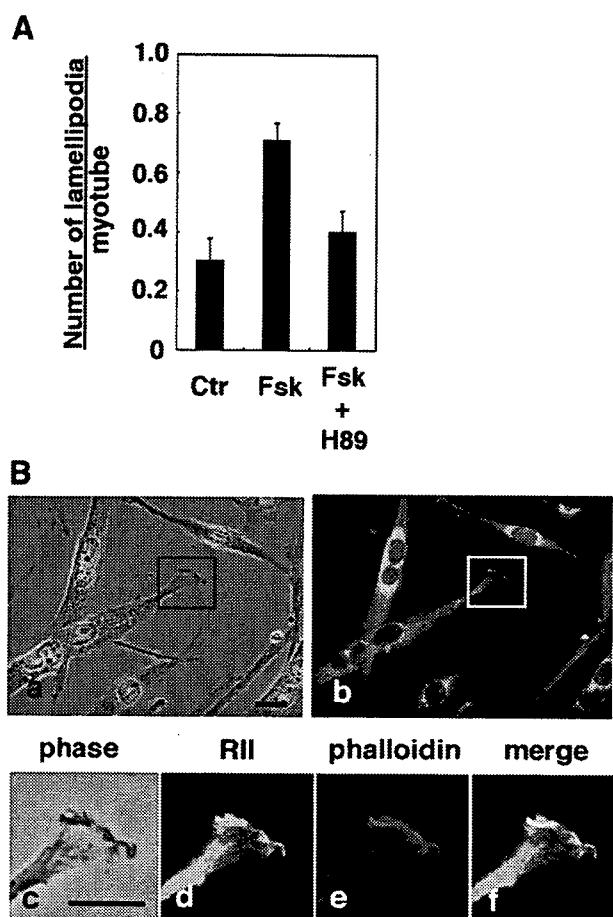 A
Number of lamellipodia
myotube
1.0
0.8
0.6
0.4
0.2
0
Ctr
Fsk
Fsk
+
H89
B
a
b
phase
RII
phalloidin
merge
c
d
e
f